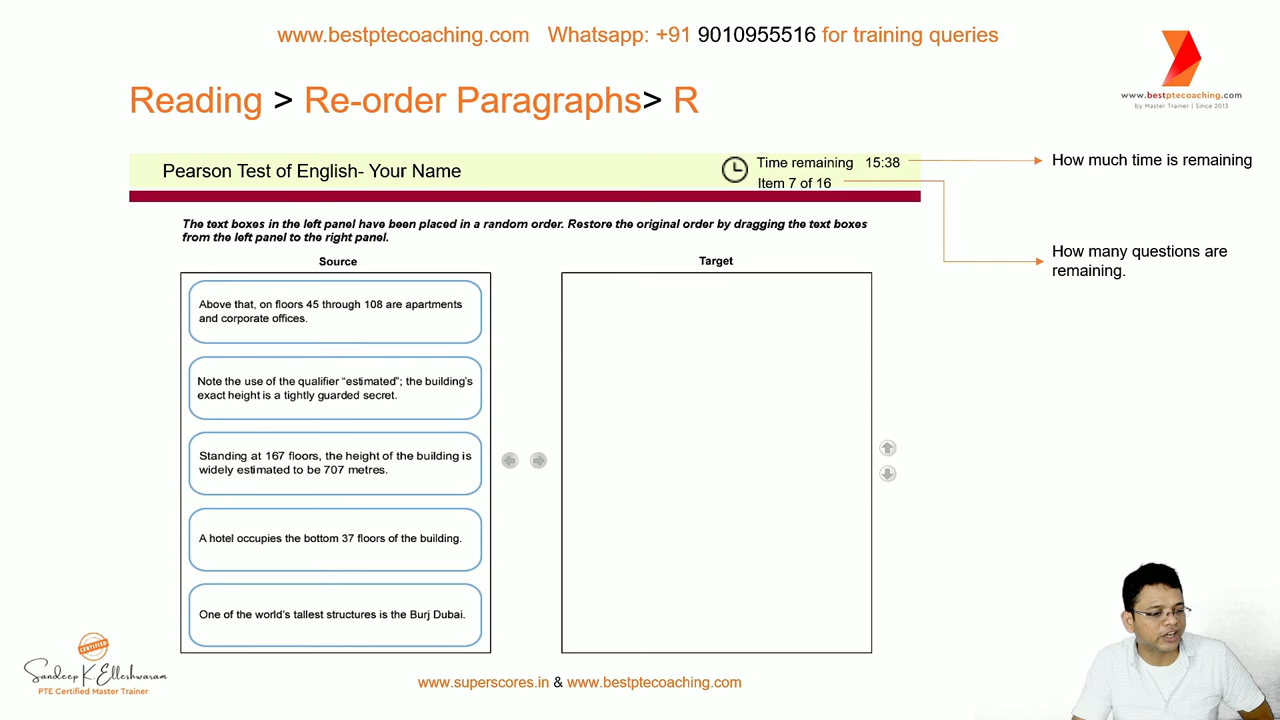 www.bestptecoaching.com Whatsapp: +91 9010955516 for training queries
www.bestptecoaching.com
by Master Trainer | Since 2013
Reading > Re-order Paragraphs> R
Pearson Test of English- Your Name
Time remaining 15:38
Item 7 of 16
How much time is remaining
How many questions are
remaining.
The text boxes in the left panel have been placed in a random order. Restore the original order by dragging the text boxes
from the left panel to the right panel.
Source
Target
Above that, on floors 45 through 108 are apartments
and corporate offices.
Note the use of the qualifier “estimated”; the building’s
exact height is a tightly guarded secret.
Standing at 167 floors, the height of the building is
widely estimated to be 707 metres.
A hotel occupies the bottom 37 floors of the building.
One of the world’s tallest structures is the Burj Dubai.
CERTIFIED
Sandeep K Elleshwaram
PTE Certified Master Trainer
www.superscores.in & www.bestptecoaching.com